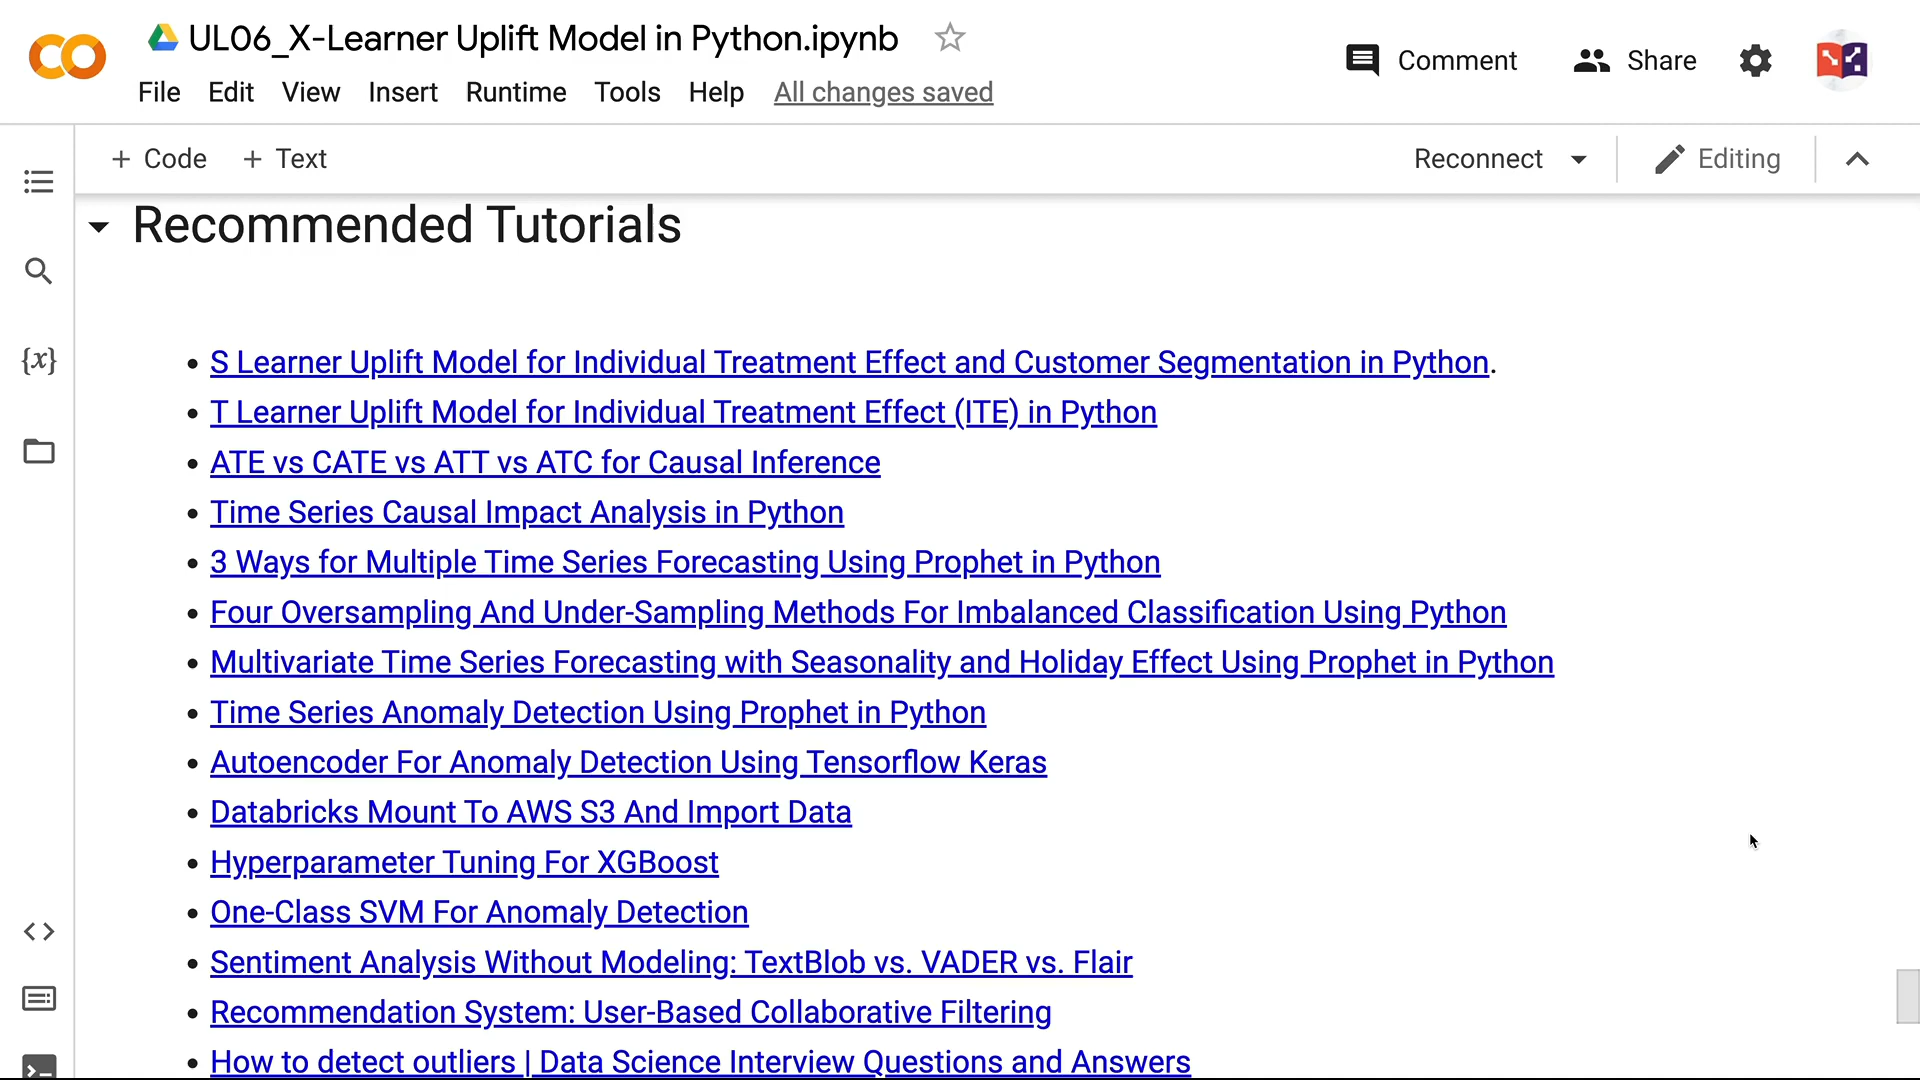 UL06_X-Learner Uplift Model in Python.ipynb
Comment
Share
File Edit View Insert Runtime Tools Help All changes saved
+ Code + Text
Reconnect
Editing
Recommended Tutorials
{x}
• S Learner Uplift Model for Individual Treatment Effect and Customer Segmentation in Python.
• T Learner Uplift Model for Individual Treatment Effect (ITE) in Python
• ATE vs CATE vs ATT vs ATC for Causal Inference
• Time Series Causal Impact Analysis in Python
• 3 Ways for Multiple Time Series Forecasting Using Prophet in Python
• Four Oversampling And Under-Sampling Methods For Imbalanced Classification Using Python
• Multivariate Time Series Forecasting with Seasonality and Holiday Effect Using Prophet in Python
• Time Series Anomaly Detection Using Prophet in Python
• Autoencoder For Anomaly Detection Using Tensorflow Keras
• Databricks Mount To AWS S3 And Import Data
• Hyperparameter Tuning For XGBoost
• One-Class SVM For Anomaly Detection
• Sentiment Analysis Without Modeling: TextBlob vs. VADER vs. Flair
• Recommendation System: User-Based Collaborative Filtering
• How to detect outliers | Data Science Interview Questions and Answers